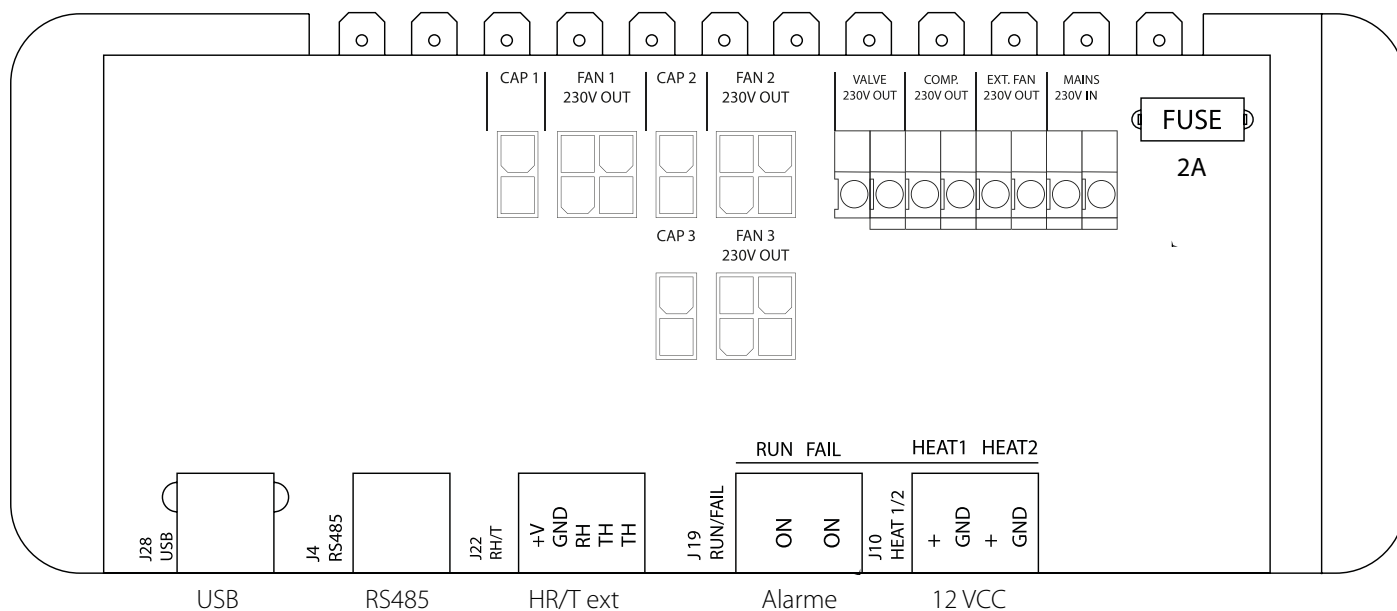 CAP 1
FAN 1
230V OUT
CAP 2
FAN 2
230V OUT
VALVE
230V OUT
COMP.
230V OUT
EXT. FAN
230V OUT
MAINS
230V IN
FUSE
2A
CAP 3
FAN 3
230V OUT
RUN FAIL
HEAT1 HEAT2
J28
USB
J4
RS485
J22
RH/T
+V
GND
RH
TH
TH
J19
RUN/FAIL
ON
ON
J10
HEAT 1/2
+
GND
+
GND
USB
RS485
HR/T ext
Alarme
12 VCC